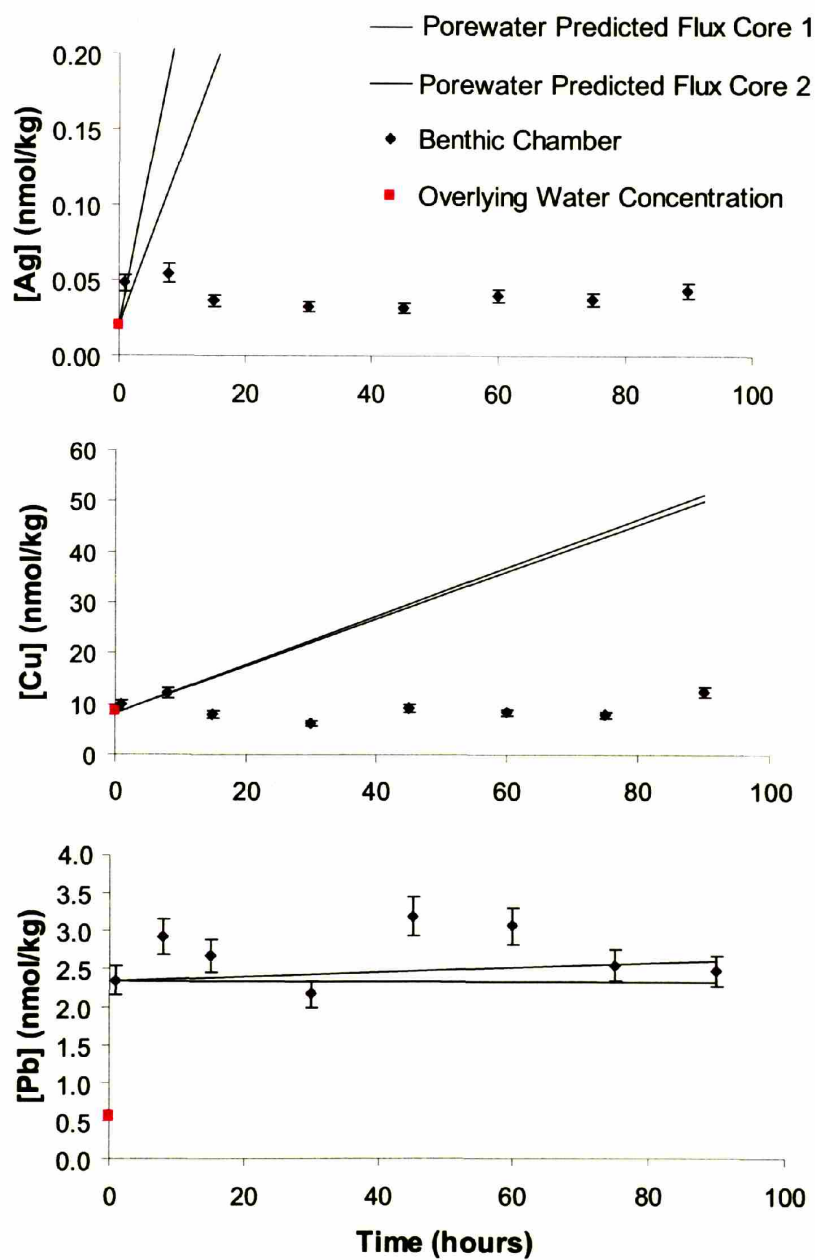 Porewater Predicted Flux Core 1
Porewater Predicted Flux Core 2
Benthic Chamber
Overlying Water Concentration
[Ag] (nmol/kg)
0.20
0.15
0.10
0.05
0.00
0 20 40 60 80 100
[Cu] (nmol/kg)
60
50
40
30
20
10
0
0 20 40 60 80 100
[Pb] (nmol/kg)
4.0
3.5
3.0
2.5
2.0
1.5
1.0
0.5
0.0
0 20 40 60 80 100
Time (hours)